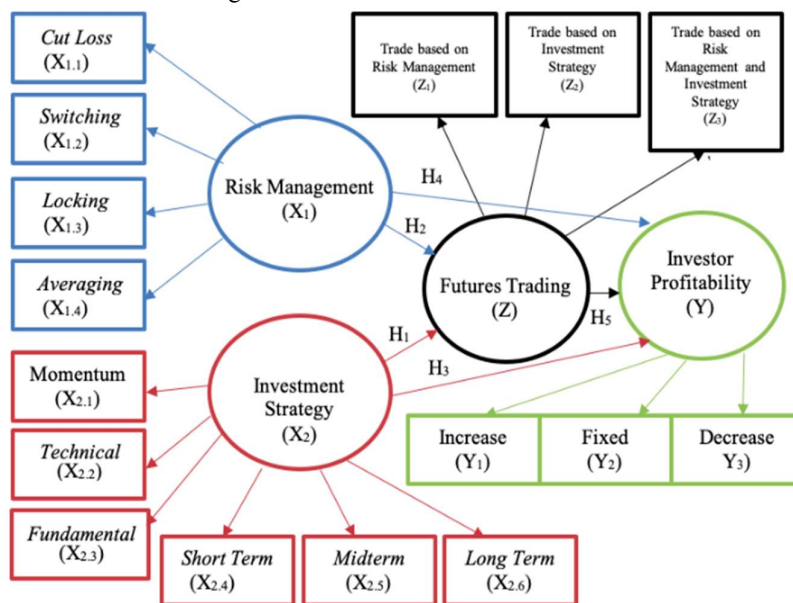 Cut Loss
(X1.1)
Switching
(X1.2)
Locking
(X1.3)
Averaging
(X1.4)
Risk Management
(X1)
Trade based on
Risk Management
(Z1)
Trade based on
Investment
Strategy
(Z2)
Trade based on
Risk
Management and
Investment
Strategy
(Z3)
H4
H2
Futures Trading
(Z)
Investor
Profitability
(Y)
H5
H1
H3
Momentum
(X2.1)
Technical
(X2.2)
Fundamental
(X2.3)
Investment
Strategy
(X2)
Increase
(Y1)
Fixed
(Y2)
Decrease
Y3)
Short Term
(X2.4)
Midterm
(X2.5)
Long Term
(X2.6)